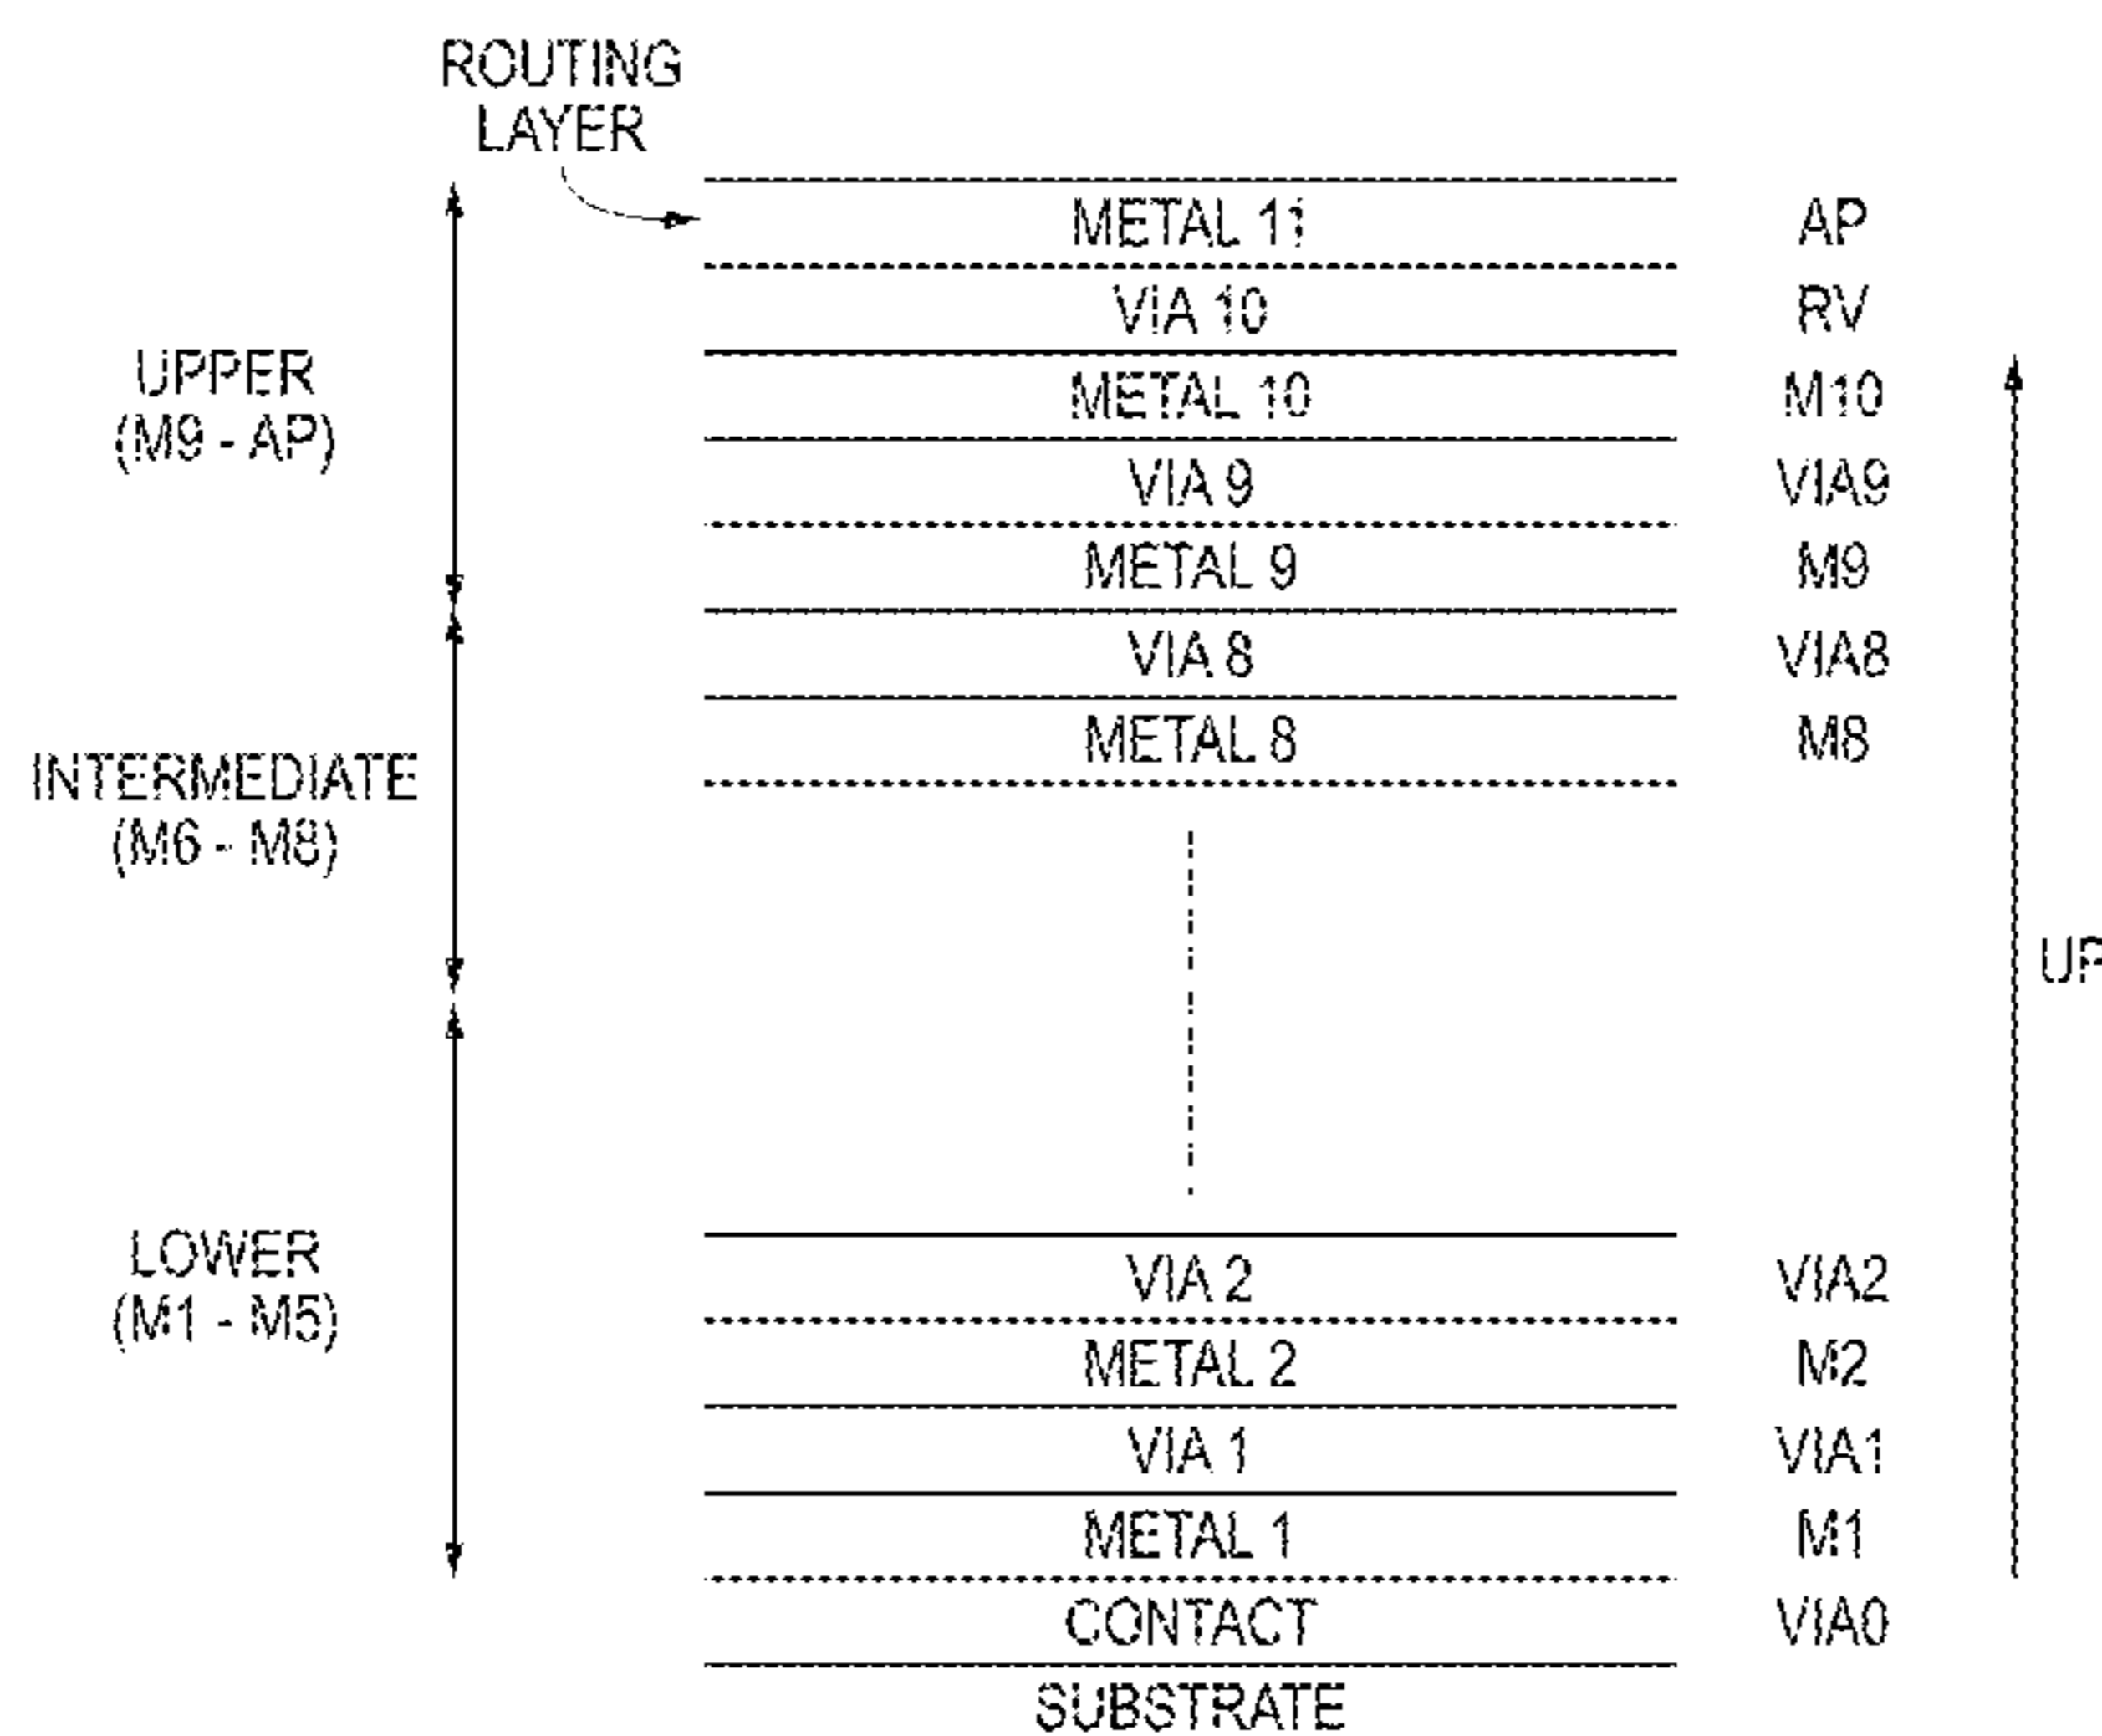 ROUTING
LAYER
METAL 11 AP
VIA 10 RV
UPPER
(M9 - AP)
METAL 10 M10
VIA 9 VIA9
METAL 9 M9
VIA 8 VIA8
METAL 8 M8
INTERMEDIATE
(M6 - M8)
UP
LOWER
(M1 - M5)
VIA 2 VIA2
METAL 2 M2
VIA 1 VIA1
METAL 1 M1
CONTACT VIA0
SUBSTRATE